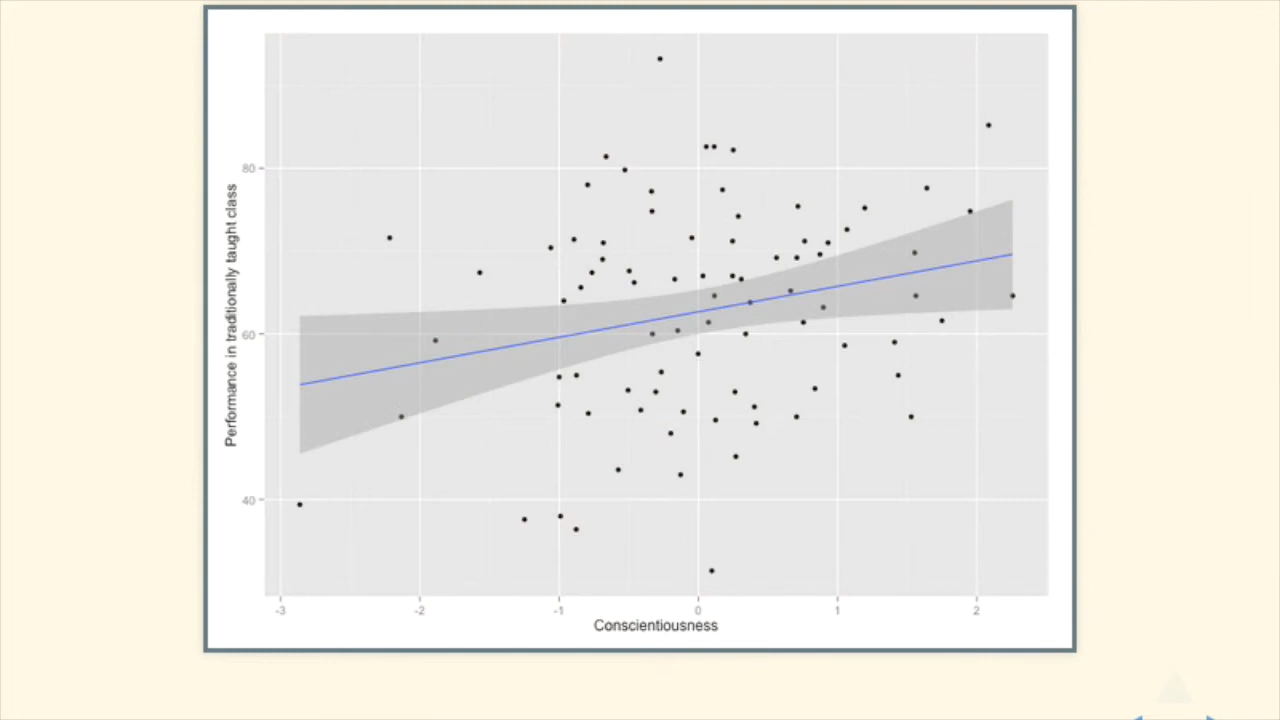 Performance in traditionally taught class
80
60
40
-3 -2 -1 0 1 2
Conscientiousness